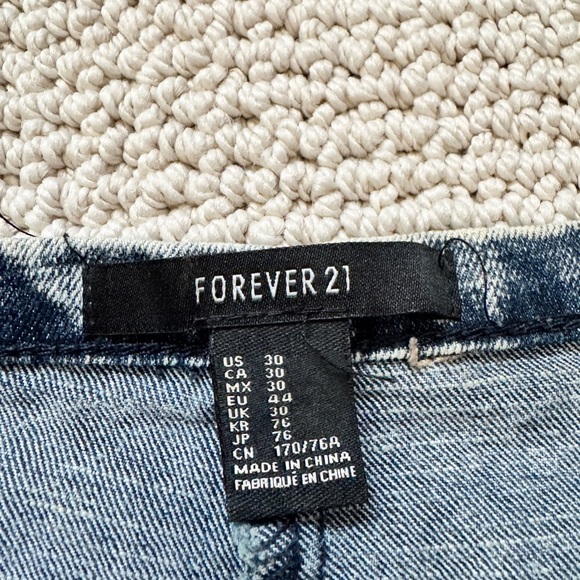 FOREVER 21
US 30
CA 30
MX 30
EU 44
UK 30
KR 76
JP 76
CN 170/76A
MADE IN CHINA
FABRIQUÉ EN CHINE